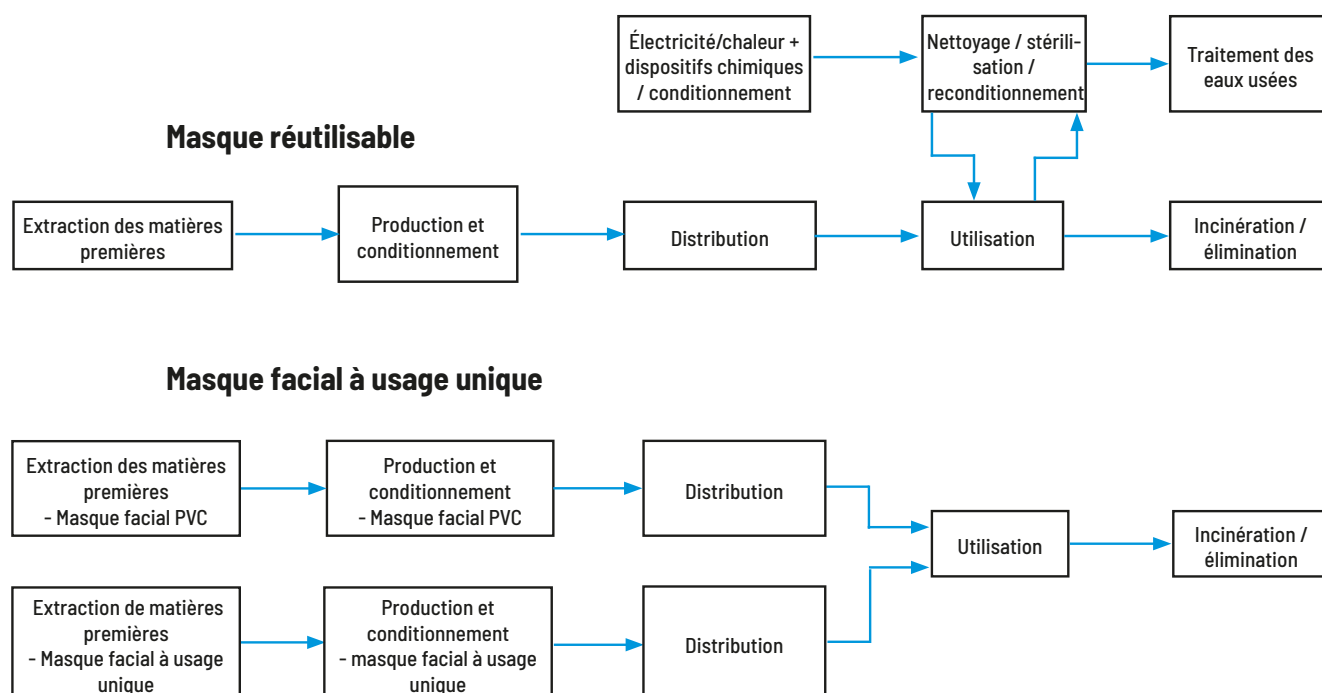 Électricité/chaleur +
dispositifs chimiques
/ conditionnement
Nettoyage / stérili-
sation /
reconditionnement
Traitement des
eaux usées
Masque réutilisable
Extraction des matières
premières
Production et
conditionnement
Distribution
Utilisation
Incinération /
élimination
Masque facial à usage unique
Extraction des matières
premières
- Masque facial PVC
Production et
conditionnement
- Masque facial PVC
Distribution
Utilisation
Incinération /
élimination
Extraction de matières
premières
- Masque facial à usage
unique
Production et
conditionnement
- masque facial à usage
unique
Distribution